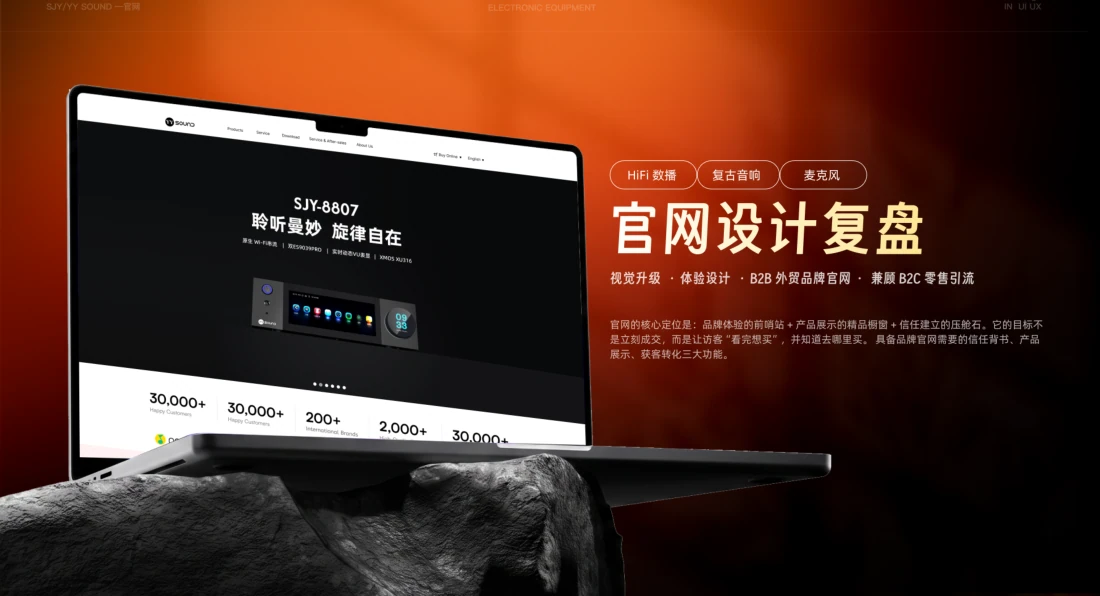 SJY/YY SOUND 一音网
ELECTRONIC EQUIPMENT
IN UI UX
YY sound
Products
Service
Download
Service & After-sales
About Us
Buy Online
English
SJY-8807
聆听曼妙 旋律自在
原生 Wi-Fi串流 | 双ES9039PRO | 实时动态VU表盘 | XMOS XU316
09
33
30,000+
Happy Customers
30,000+
Happy Customers
200+
International Brands
2,000+
30,000+
HiFi 数播
复古音响
麦克风
官网设计复盘
视觉升级 · 体验设计 · B2B 外贸品牌官网 · 兼顾 B2C 零售引流
官网的核心定位是：品牌体验的前哨站 + 产品展示的精品橱窗 + 信任建立的压舱石。它的目标不
是立刻成交，而是让访客“看完想买”，并知道去哪里买。 具备品牌官网需要的信任背书、产品
展示、获客转化三大功能。